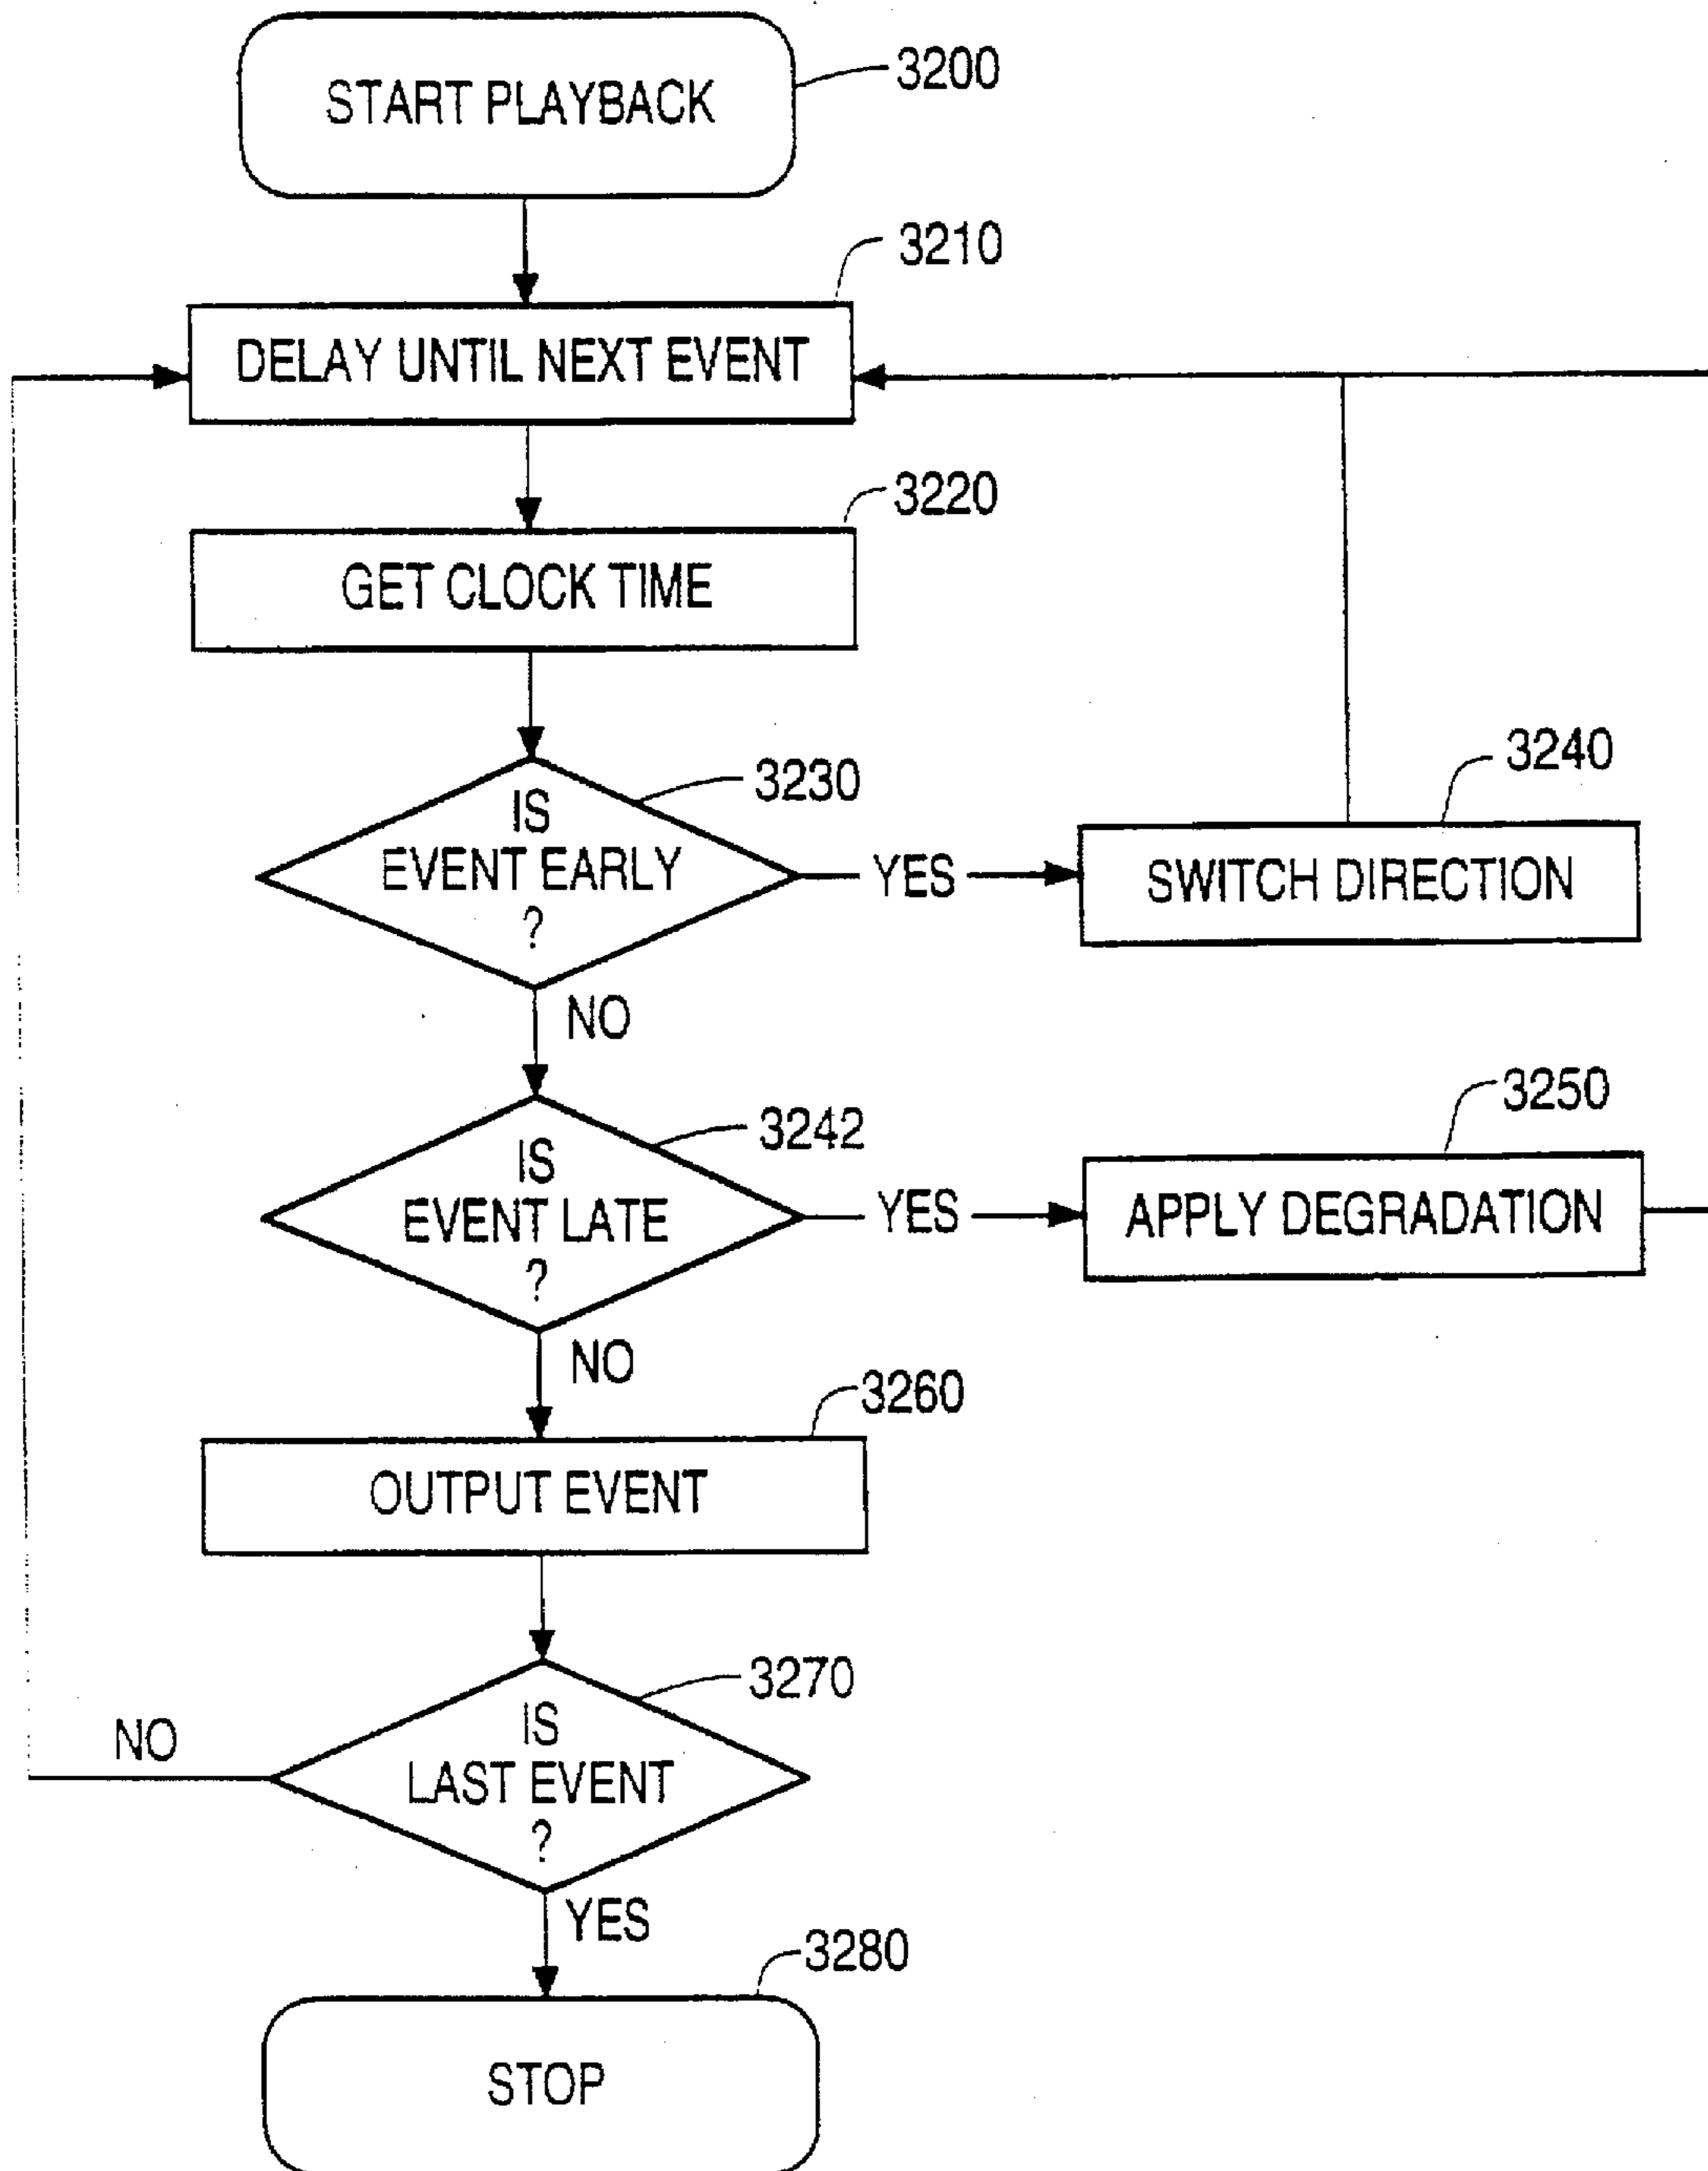 START PLAYBACK
3200
3210
DELAY UNTIL NEXT EVENT
3220
GET CLOCK TIME
3230
IS
EVENT EARLY
?
YES
3240
SWITCH DIRECTION
NO
3242
IS
EVENT LATE
?
YES
3250
APPLY DEGRADATION
NO
3260
OUTPUT EVENT
3270
IS
LAST EVENT
?
NO
YES
3280
STOP